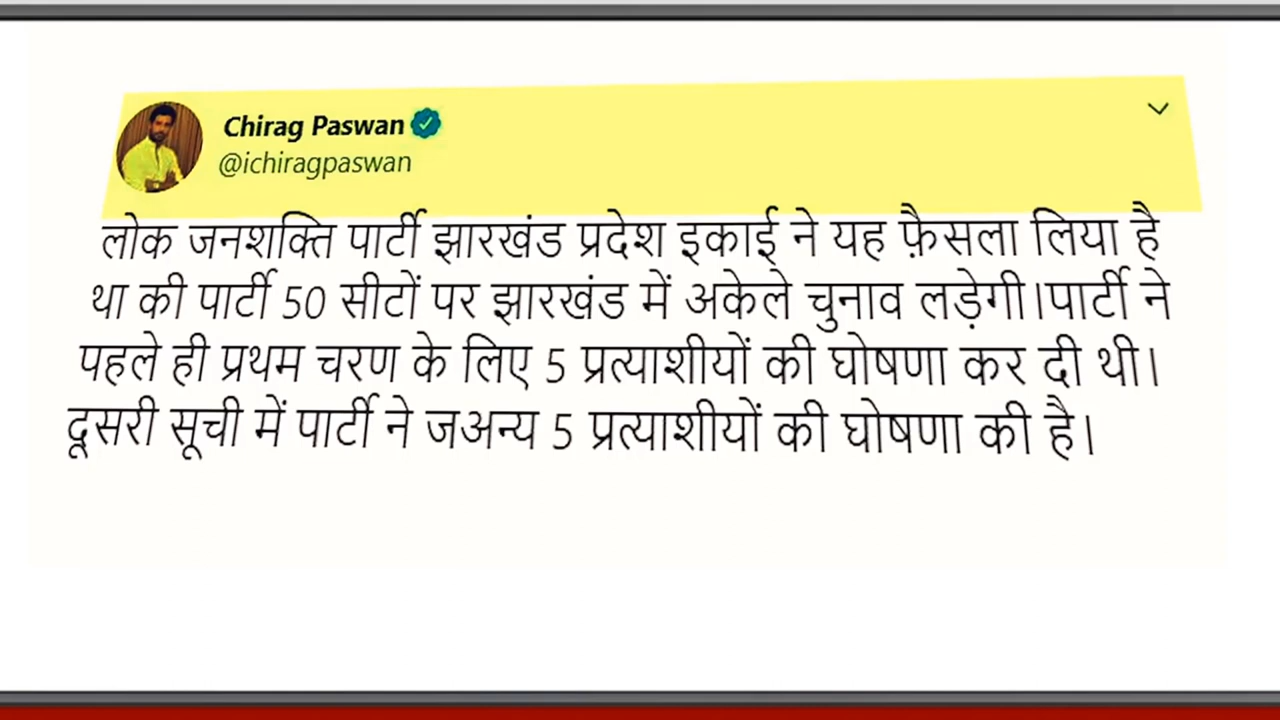 Chirag Paswan
@ichiragpaswan
लोक जनशक्ति पार्टी झारखंड प्रदेश इकाई ने यह फ़ैसला लिया है
था की पार्टी 50 सीटों पर झारखंड में अकेले चुनाव लड़ेगी।पार्टी ने
पहले ही प्रथम चरण के लिए 5 प्रत्याशीयों की घोषणा कर दी थी।
दूसरी सूची में पार्टी ने जअन्य 5 प्रत्याशीयों की घोषणा की है।